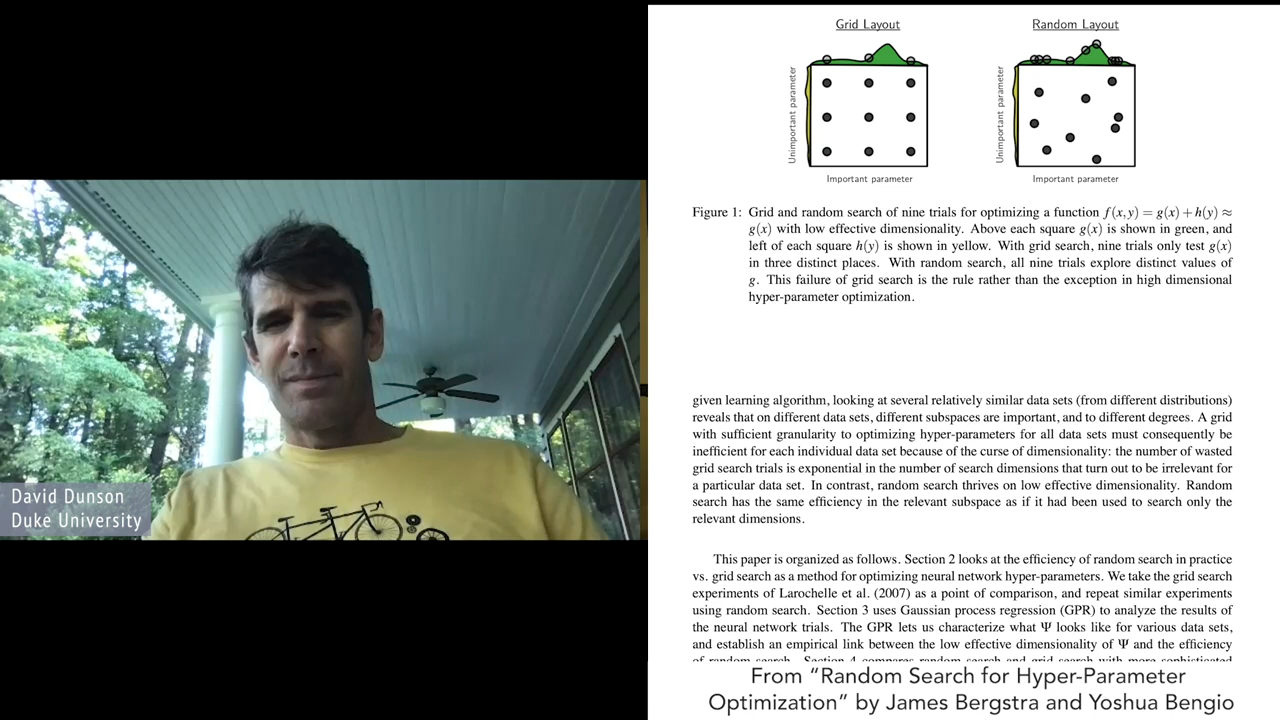 David Dunson
Duke University
Grid Layout
Random Layout
Unimportant parameter
Important parameter
Unimportant parameter
Important parameter
Figure 1: Grid and random search of nine trials for optimizing a function f(x,y) = g(x) + h(y) ≈
g(x) with low effective dimensionality. Above each square g(x) is shown in green, and
left of each square h(y) is shown in yellow. With grid search, nine trials only test g(x)
in three distinct places. With random search, all nine trials explore distinct values of
g. This failure of grid search is the rule rather than the exception in high dimensional
hyper-parameter optimization.
given learning algorithm, looking at several relatively similar data sets (from different distributions)
reveals that on different data sets, different subspaces are important, and to different degrees. A grid
with sufficient granularity to optimizing hyper-parameters for all data sets must consequently be
inefficient for each individual data set because of the curse of dimensionality: the number of wasted
grid search trials is exponential in the number of search dimensions that turn out to be irrelevant for
a particular data set. In contrast, random search thrives on low effective dimensionality. Random
search has the same efficiency in the relevant subspace as if it had been used to search only the
relevant dimensions.
This paper is organized as follows. Section 2 looks at the efficiency of random search in practice
vs. grid search as a method for optimizing neural network hyper-parameters. We take the grid search
experiments of Larochelle et al. (2007) as a point of comparison, and repeat similar experiments
using random search. Section 3 uses Gaussian process regression (GPR) to analyze the results of
the neural network trials. The GPR lets us characterize what Ψ looks like for various data sets,
and establish an empirical link between the low effective dimensionality of Ψ and the efficiency
of random search. Section 4 compares random search and grid search with more sophisticated
From “Random Search for Hyper-Parameter
Optimization” by James Bergstra and Yoshua Bengio